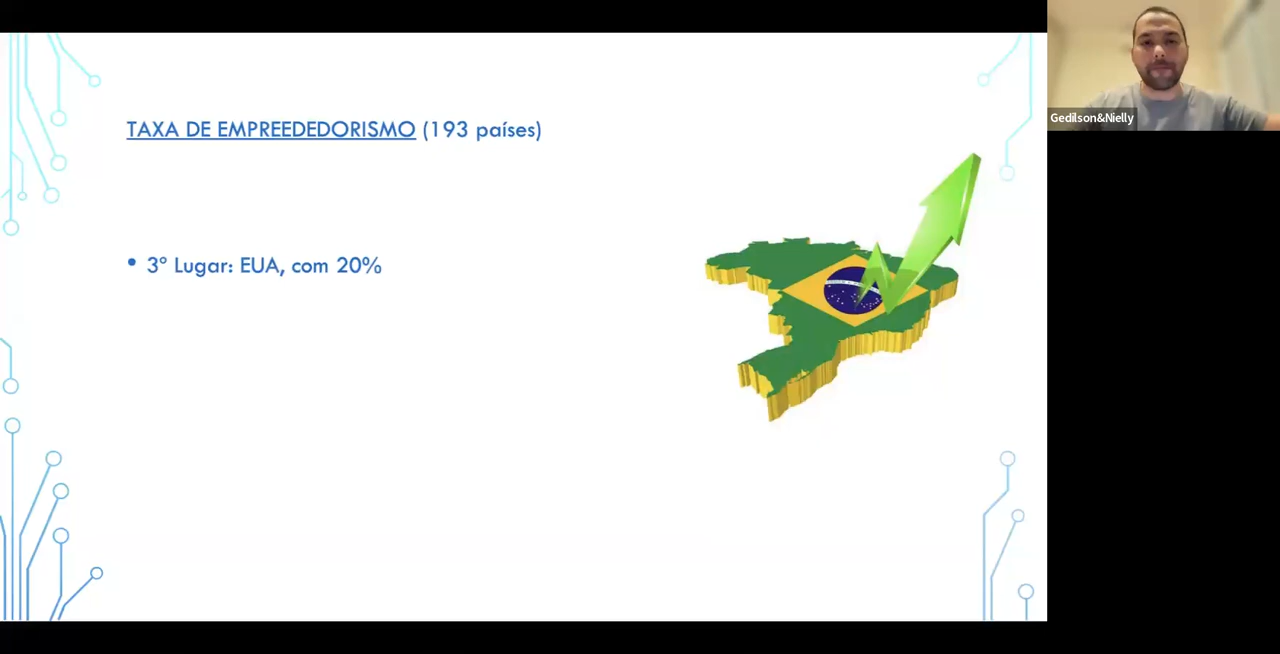 TAXA DE EMPREEDEDORISMO (193 países)
• 3º Lugar: EUA, com 20%
Gedilson&Nielly